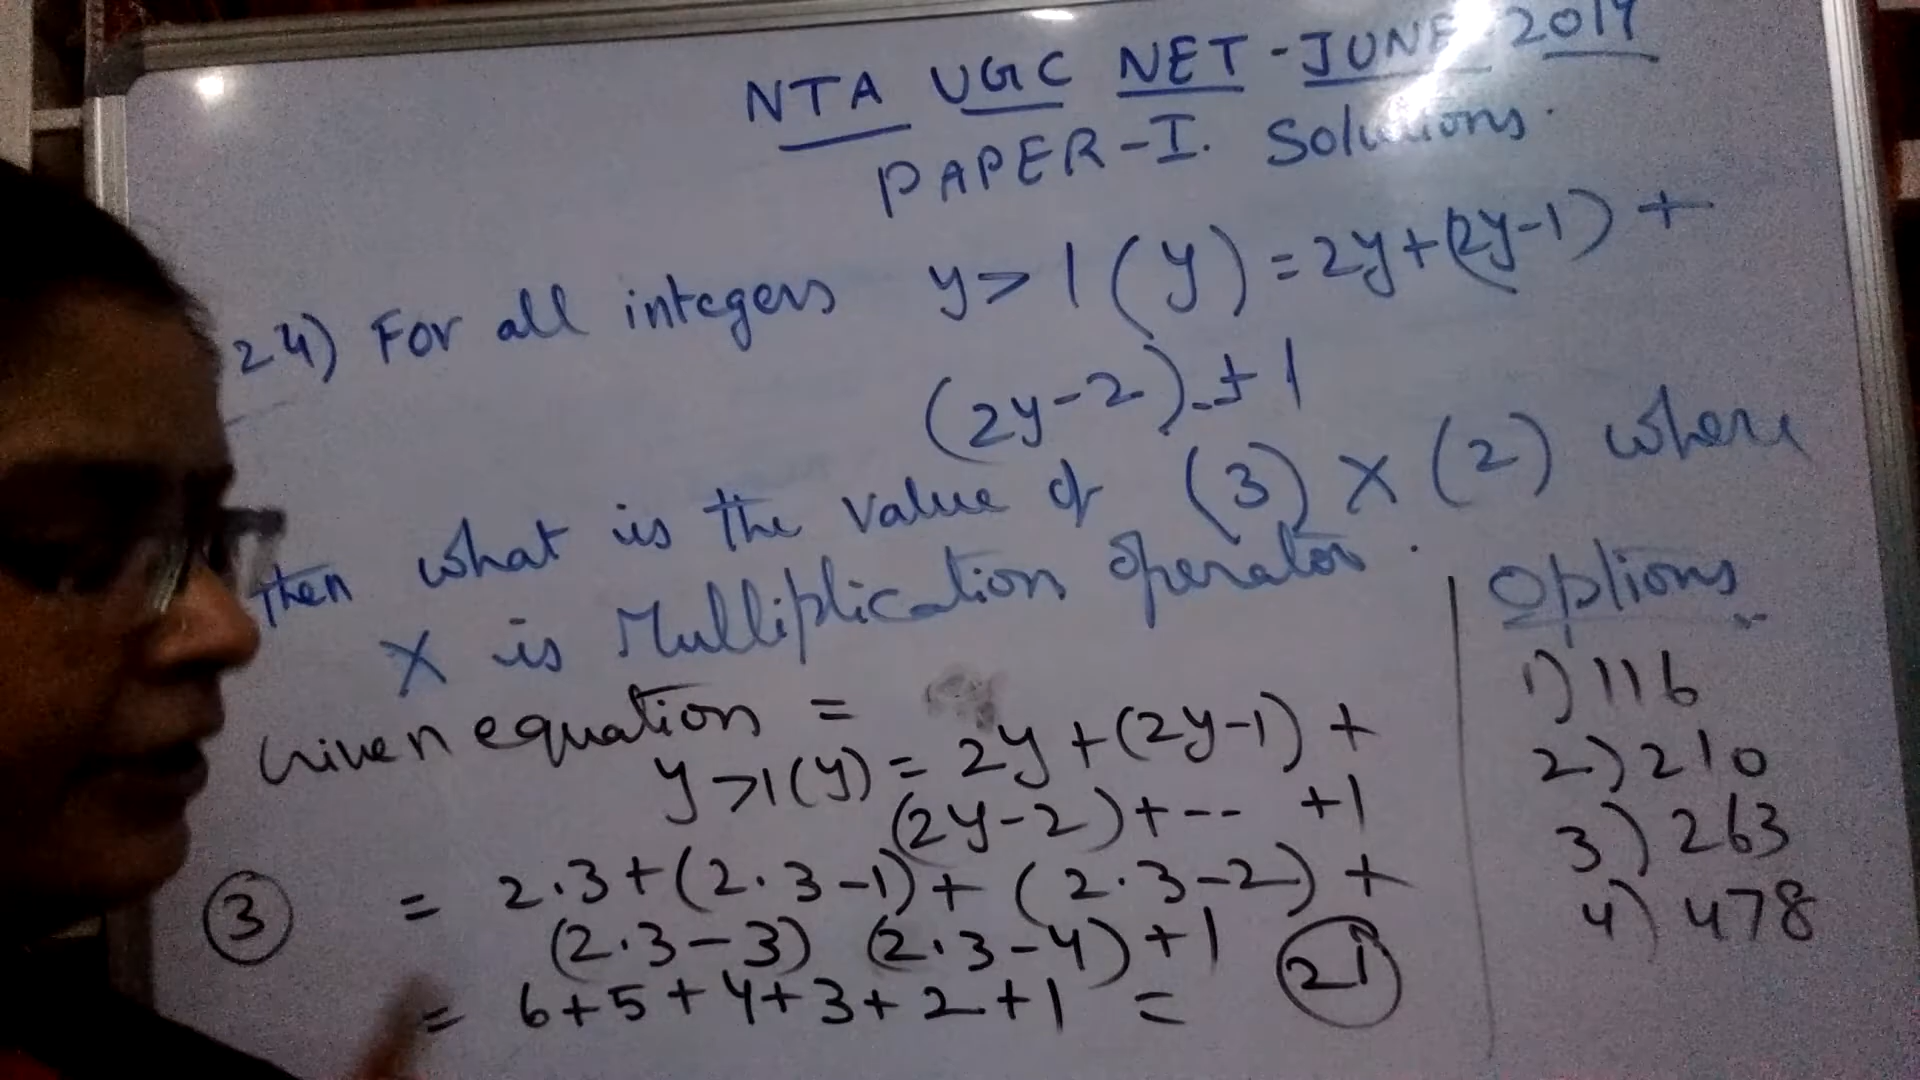 NTA UGC NET-JUNE 2019
PAPER-I. Solutions.
24) For all integers y>1 (y) = 2y+(2y-1) +
(2y-2)..+1
Then what is the value of (3) X (2) where
X is Multiplication operator.
Options
1) 116
2) 210
3) 263
4) 478
Given equation =
y>1(y) = 2y+(2y-1) +
(2y-2)+-- +1
③ = 2.3+(2.3-1)+(2.3-2)+
(2.3-3) (2.3-4)+1
= 6+5+4+3+2+1 = 21